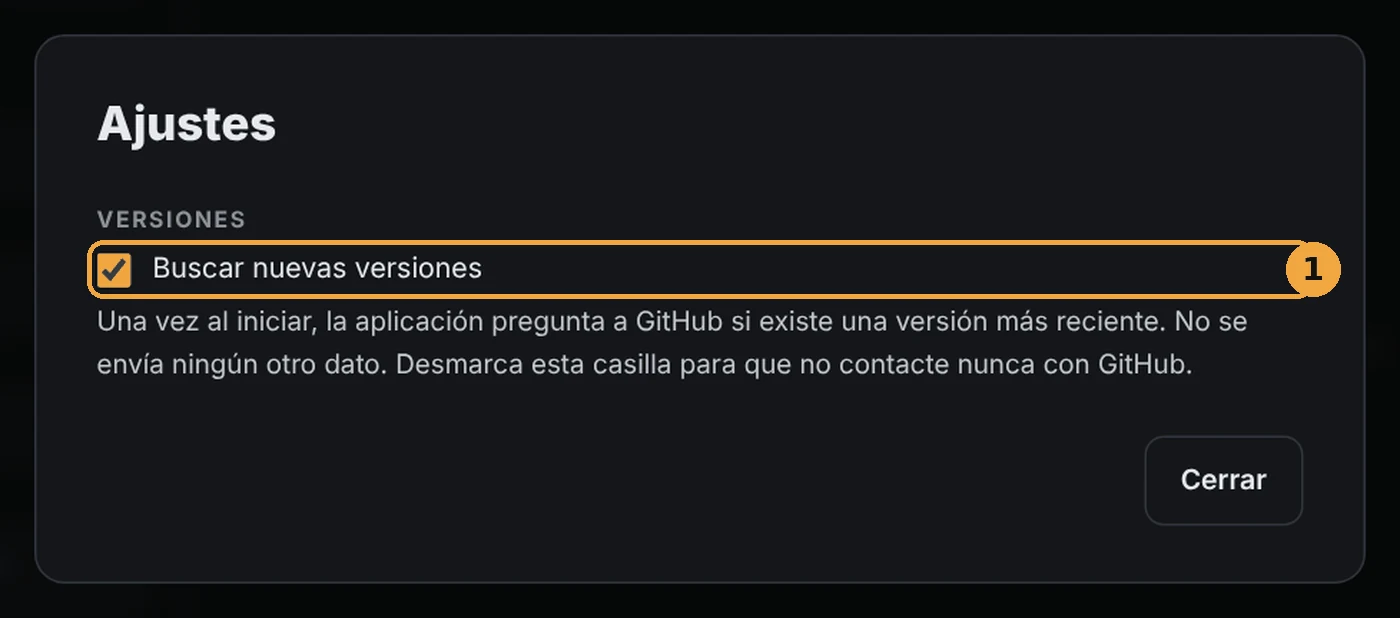 Ajustes
VERSIONES
Buscar nuevas versiones
1
Una vez al iniciar, la aplicación pregunta a GitHub si existe una versión más reciente. No se
envía ningún otro dato. Desmarca esta casilla para que no contacte nunca con GitHub.
Cerrar